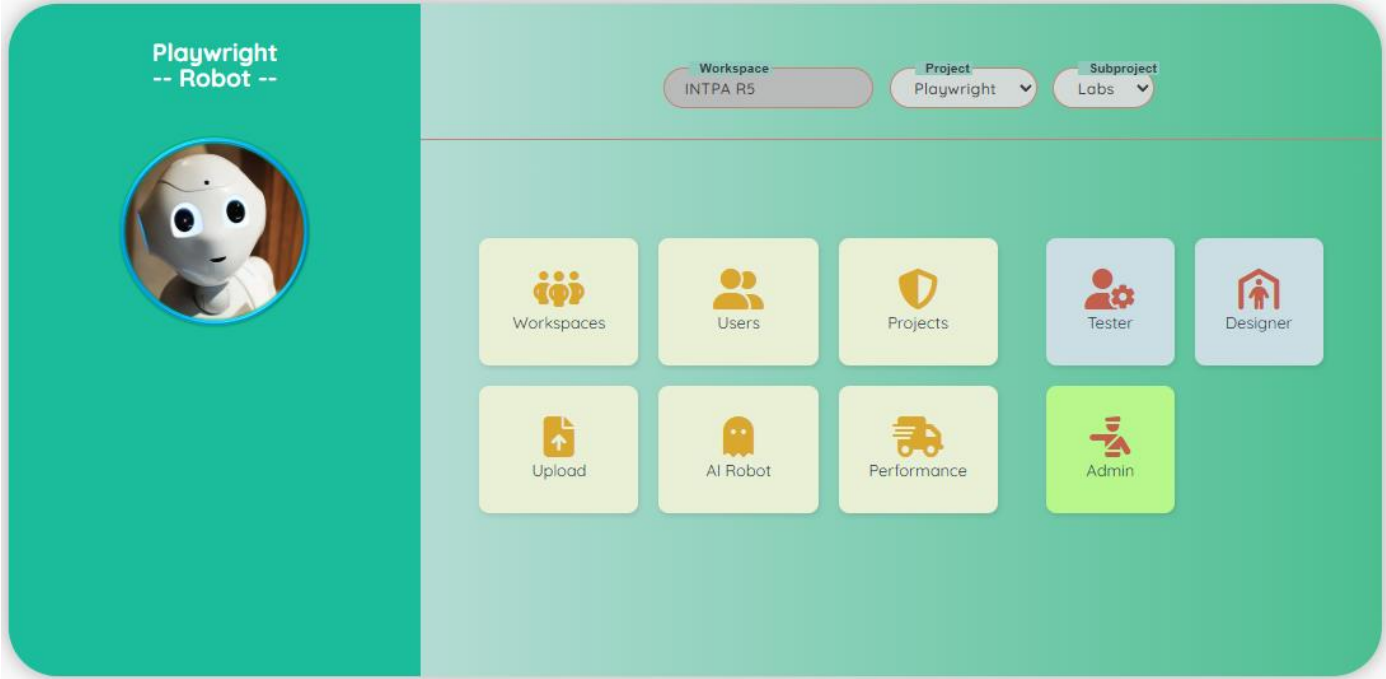 Playwright
-- Robot --
Workspace
Project
Subproject
INTPA R5
Playwright
Labs
Workspaces
Users
Projects
Tester
Designer
Upload
AI Robot
Performance
Admin